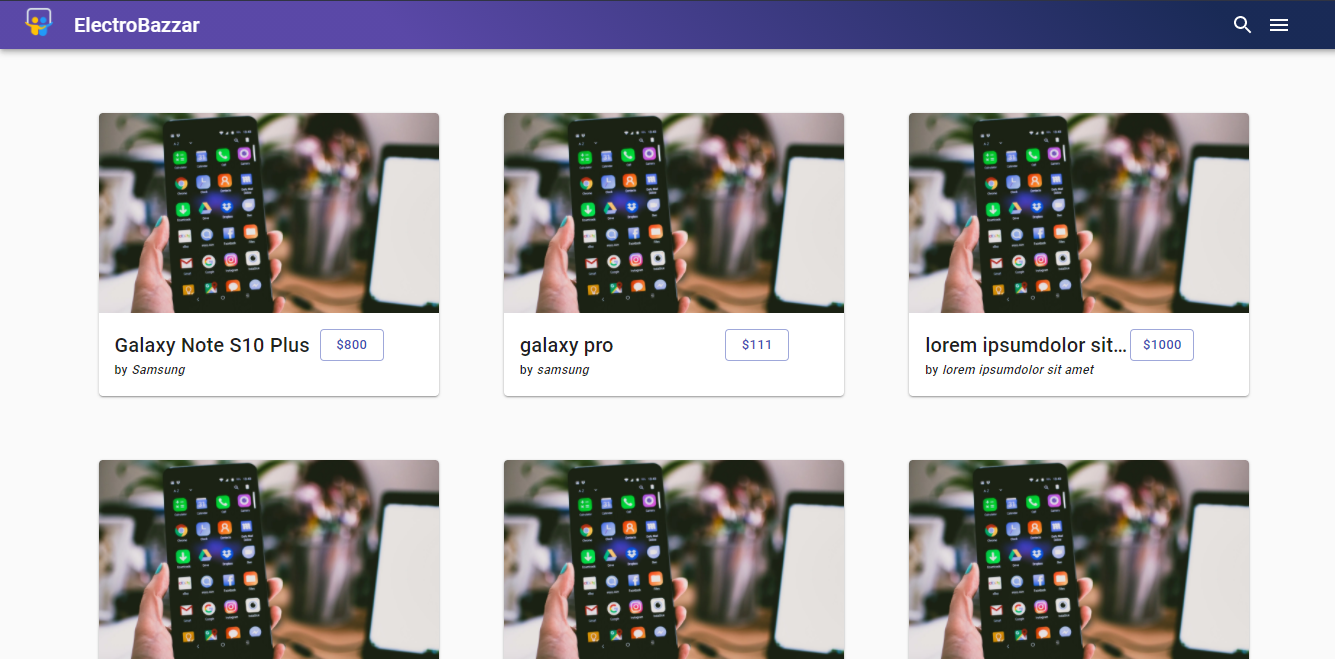 ElectroBazzar
Galaxy Note S10 Plus $800
by Samsung
galaxy pro $111
by samsung
lorem ipsumdolor sit... $1000
by lorem ipsumdolor sit amet